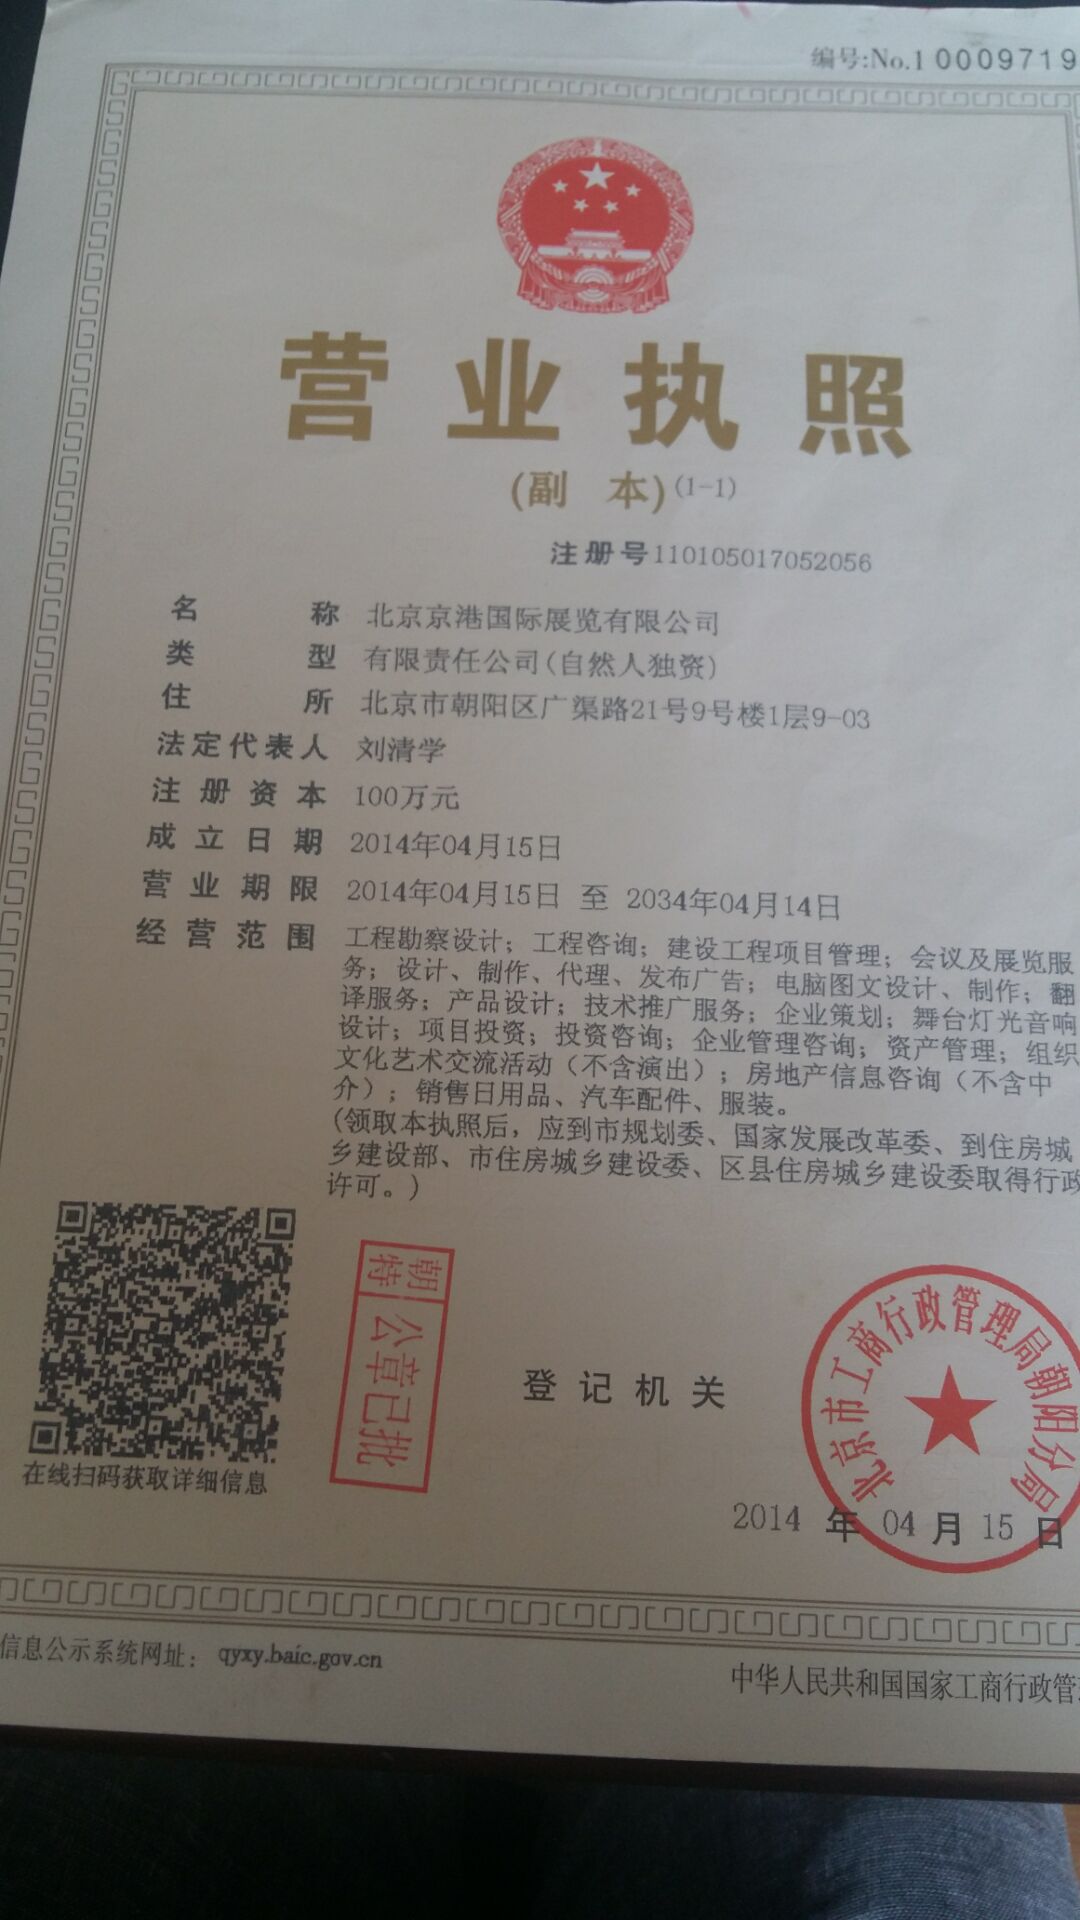 编号:No.1 0009719
营业执照
(副 本)(1-1)
注册号110105017052056
名称 北京京港国际展览有限公司
类型 有限责任公司(自然人独资)
住所 北京市朝阳区广渠路21号9号楼1层9-03
法定代表人 刘清学
注册资本 100万元
成立日期 2014年04月15日
营业期限 2014年04月15日 至 2034年04月14日
经营范围 工程勘察设计；工程咨询；建设工程项目管理；会议及展览服
务；设计、制作、代理、发布广告；电脑图文设计、制作；翻
译服务；产品设计；技术推广服务；企业策划；舞台灯光音响
设计；项目投资；投资咨询；企业管理咨询；资产管理；组织
文化艺术交流活动（不含演出）；房地产信息咨询（不含中
介）；销售日用品、汽车配件、服装。
(领取本执照后，应到市规划委、国家发展改革委、到住房城
乡建设部、市住房城乡建设委、区县住房城乡建设委取得行政
许可。)
在线扫码获取详细信息
朝特
公章已批
登记机关
北京市工商行政管理局朝阳分局
2014 年 04 月 15 日
信息公示系统网址： qyxy.baic.gov.cn
中华人民共和国国家工商行政管